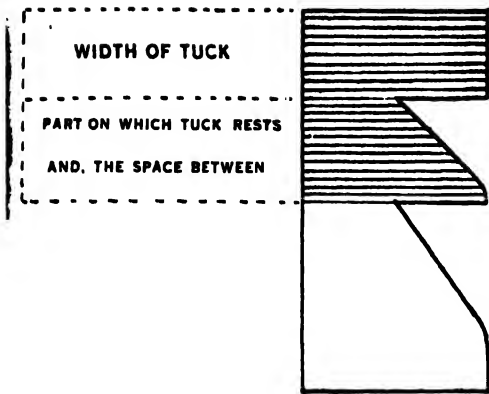 WIDTH OF TUCK
PART ON WHICH TUCK RESTS
AND, THE SPACE BETWEEN